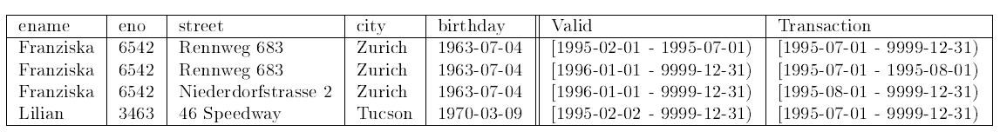 ename eno street city birthday Valid Transaction
Franziska 6542 Rennweg 683 Zurich 1963-07-04 [1995-02-01 - 1995-07-01) [1995-07-01 - 9999-12-31)
Franziska 6542 Rennweg 683 Zurich 1963-07-04 [1996-01-01 - 9999-12-31) [1995-07-01 - 1995-08-01)
Franziska 6542 Niederdorfstrasse 2 Zurich 1963-07-04 [1996-01-01 - 9999-12-31) [1995-08-01 - 9999-12-31)
Lilian 3463 46 Speedway Tucson 1970-03-09 [1995-02-02 - 9999-12-31) [1995-07-01 - 9999-12-31)